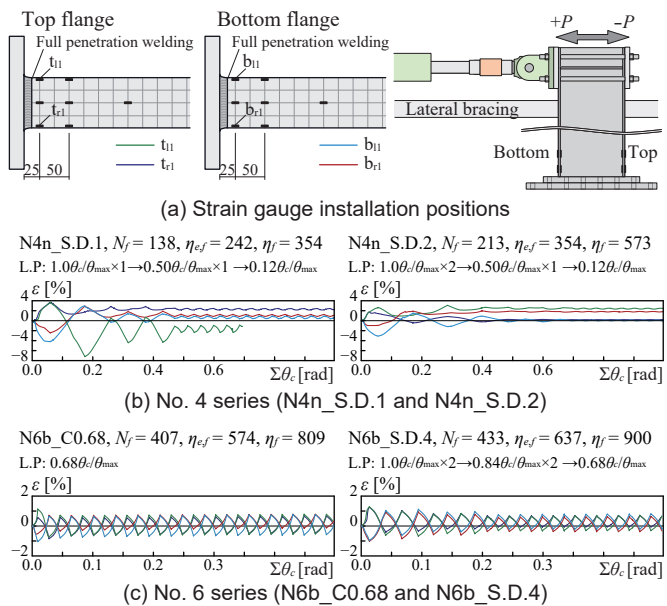 Top flange
Full penetration welding
t_l1
t_r1
25 50
t_l1
t_r1
Bottom flange
Full penetration welding
b_l1
b_r1
25 50
b_l1
b_r1
+P −P
Lateral bracing
Bottom Top
(a) Strain gauge installation positions
N4n_S.D.1, N_f = 138, η_e,f = 242, η_f = 354
L.P: 1.0θ_c/θ_max×1→0.50θ_c/θ_max×1→0.12θ_c/θ_max
ε [%]
4
0
−4
−8
0.0 0.2 0.4 0.6 Σθ_c [rad]
N4n_S.D.2, N_f = 213, η_e,f = 354, η_f = 573
L.P: 1.0θ_c/θ_max×2→0.50θ_c/θ_max×1→0.12θ_c/θ_max
ε [%]
4
0
−4
−8
0.0 0.2 0.4 0.6 Σθ_c [rad]
(b) No. 4 series (N4n_S.D.1 and N4n_S.D.2)
N6b_C0.68, N_f = 407, η_e,f = 574, η_f = 809
L.P: 0.68θ_c/θ_max
ε [%]
2
0
−2
0.0 0.1 0.2 0.3 Σθ_c [rad]
N6b_S.D.4, N_f = 433, η_e,f = 637, η_f = 900
L.P: 1.0θ_c/θ_max×2→0.84θ_c/θ_max×2 →0.68θ_c/θ_max
ε [%]
2
0
−2
0.0 0.1 0.2 0.3 Σθ_c [rad]
(c) No. 6 series (N6b_C0.68 and N6b_S.D.4)